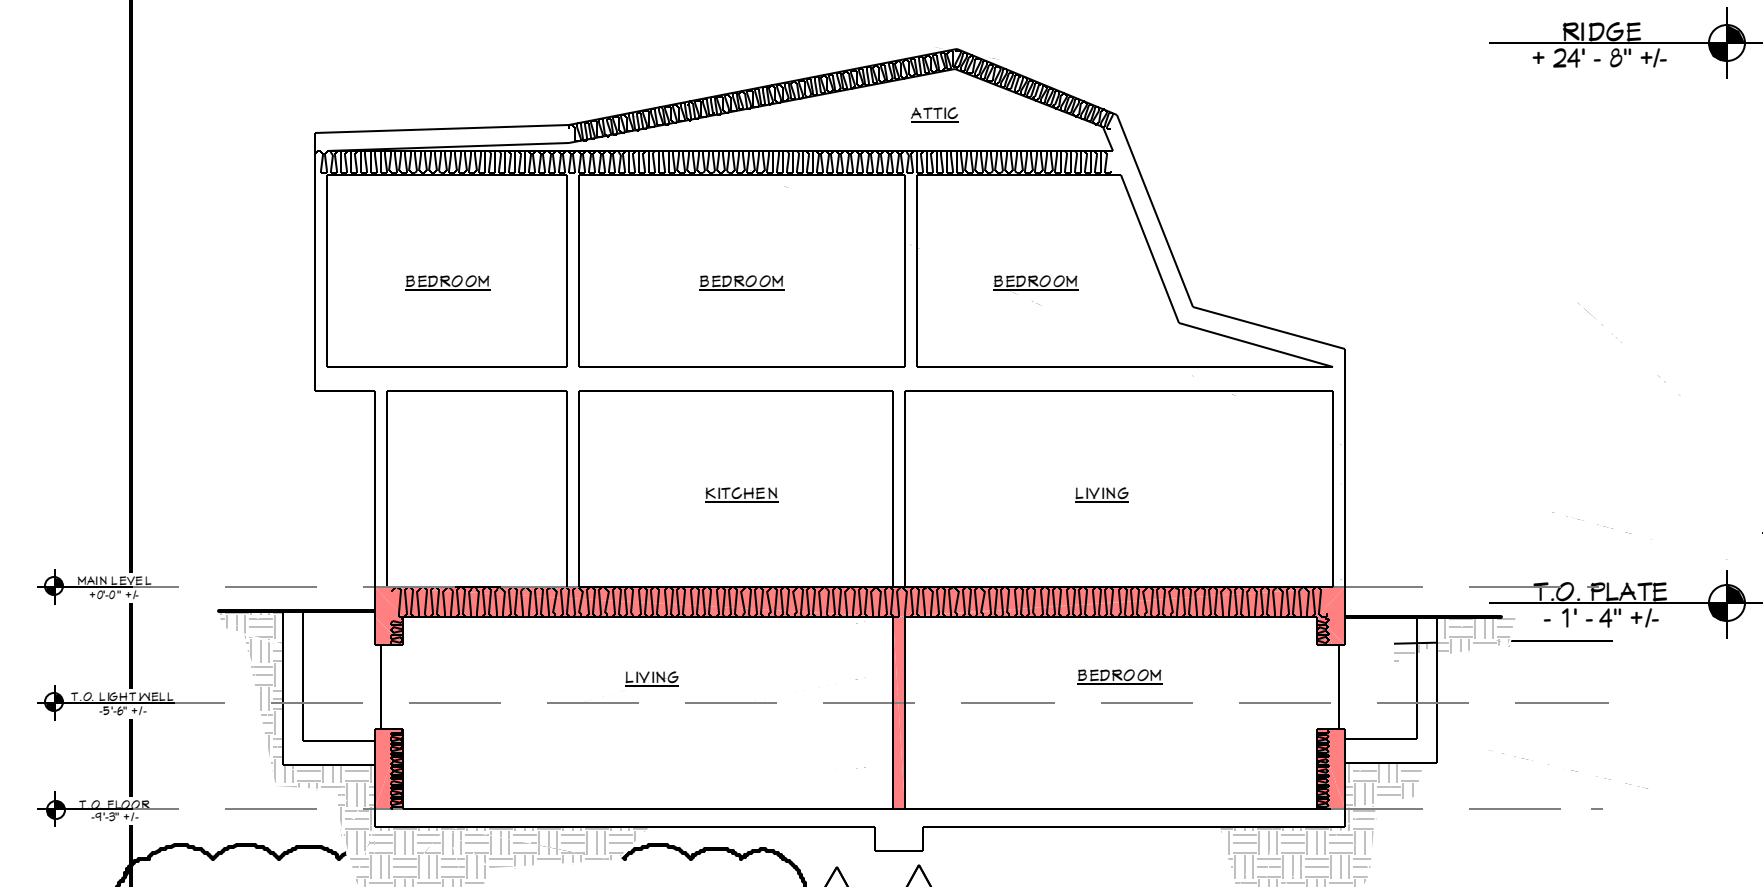 RIDGE
+ 24' - 8" +/-
ATTIC
BEDROOM
BEDROOM
BEDROOM
KITCHEN
LIVING
MAIN LEVEL
+0'-0" +/-
T.O. PLATE
- 1' - 4" +/-
LIVING
BEDROOM
T.O. LIGHTWELL
-5'-6" +/-
T.O. FLOOR
-9'-3" +/-